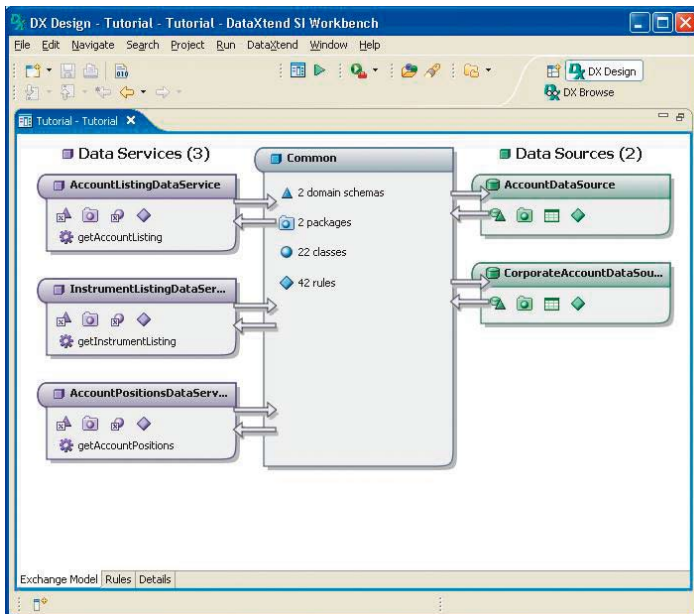 DX Design - Tutorial - Tutorial - DataXtend SI Workbench
File Edit Navigate Search Project Run DataXtend Window Help
DX Design
DX Browse
Tutorial - Tutorial
Data Services (3)
AccountListingDataService
getAccountListing
InstrumentListingDataSer...
getInstrumentListing
AccountPositionsDataServ...
getAccountPositions
Common
2 domain schemas
2 packages
22 classes
42 rules
Data Sources (2)
AccountDataSource
CorporateAccountDataSou...
Exchange Model Rules Details